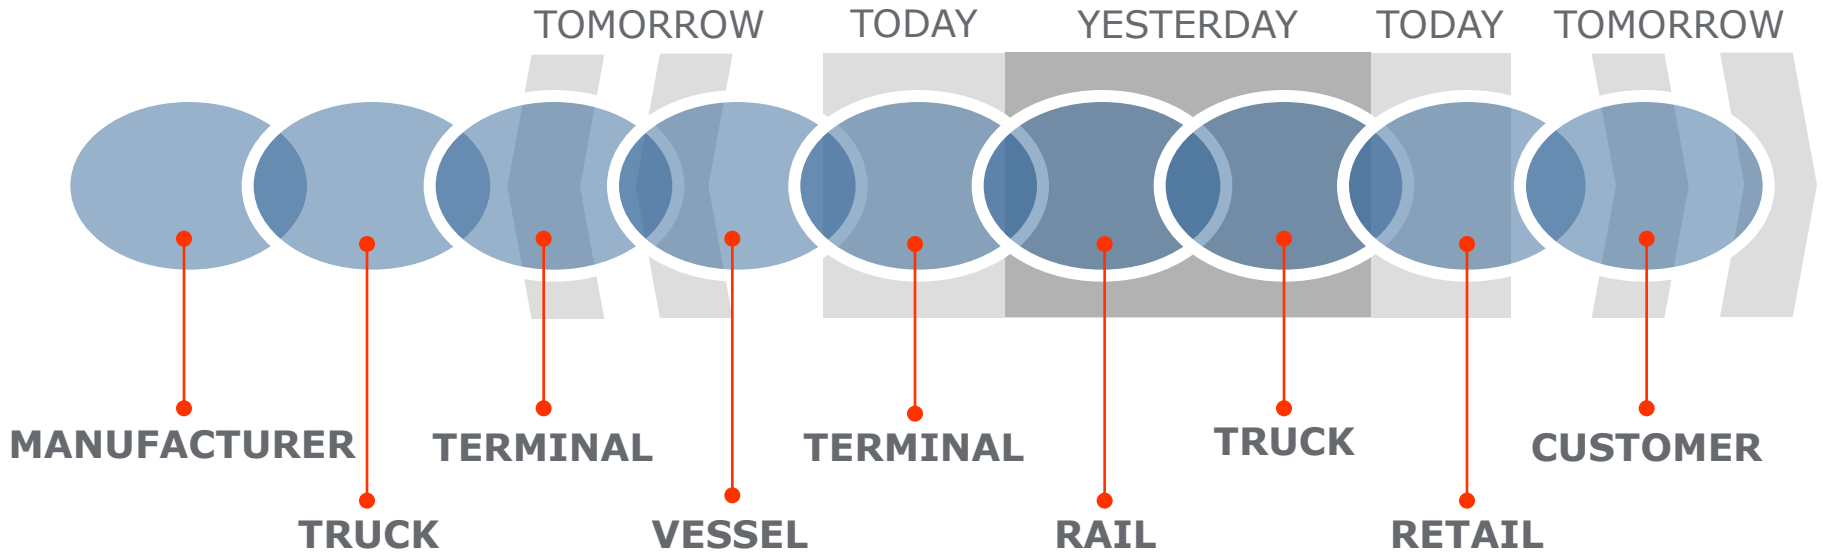 TOMORROW TODAY YESTERDAY TODAY TOMORROW
MANUFACTURER TERMINAL TERMINAL TRUCK CUSTOMER
TRUCK VESSEL RAIL RETAIL